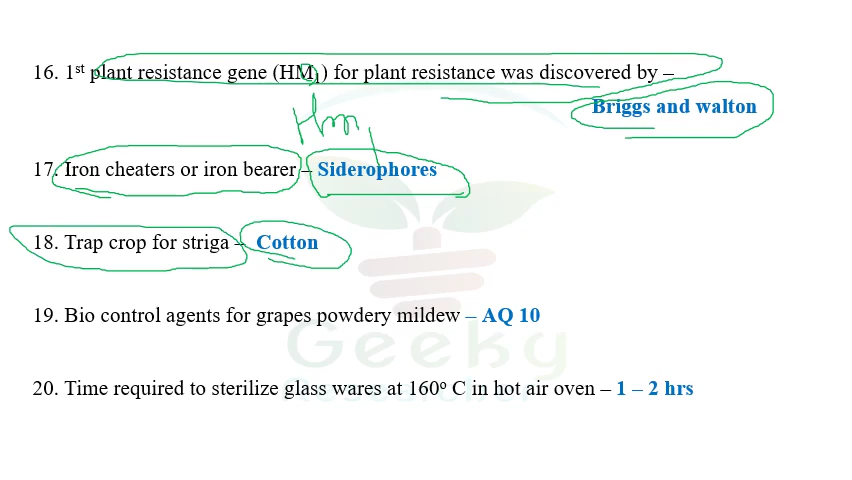 16. 1st plant resistance gene (HM1) for plant resistance was discovered by –
Briggs and walton
Hm1
17. Iron cheaters or iron bearer – Siderophores
18. Trap crop for striga – Cotton
19. Bio control agents for grapes powdery mildew – AQ 10
Geeky
20. Time required to sterilize glass wares at 160o C in hot air oven – 1 – 2 hrs